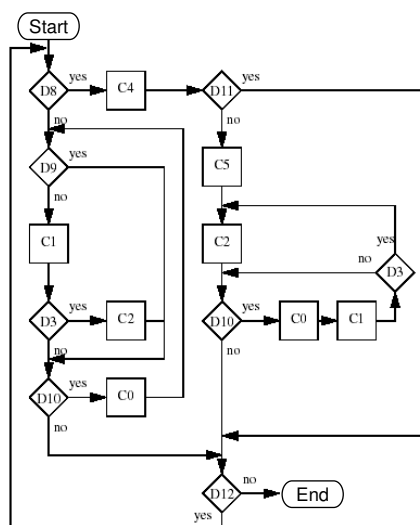 Start
yes
D8
C4
yes
D11
no
no
D9
yes
C5
no
C1
C2
yes
no
D3
D3
yes
C2
D10
yes
C0
C1
no
D10
yes
C0
no
no
D12
no
End
yes